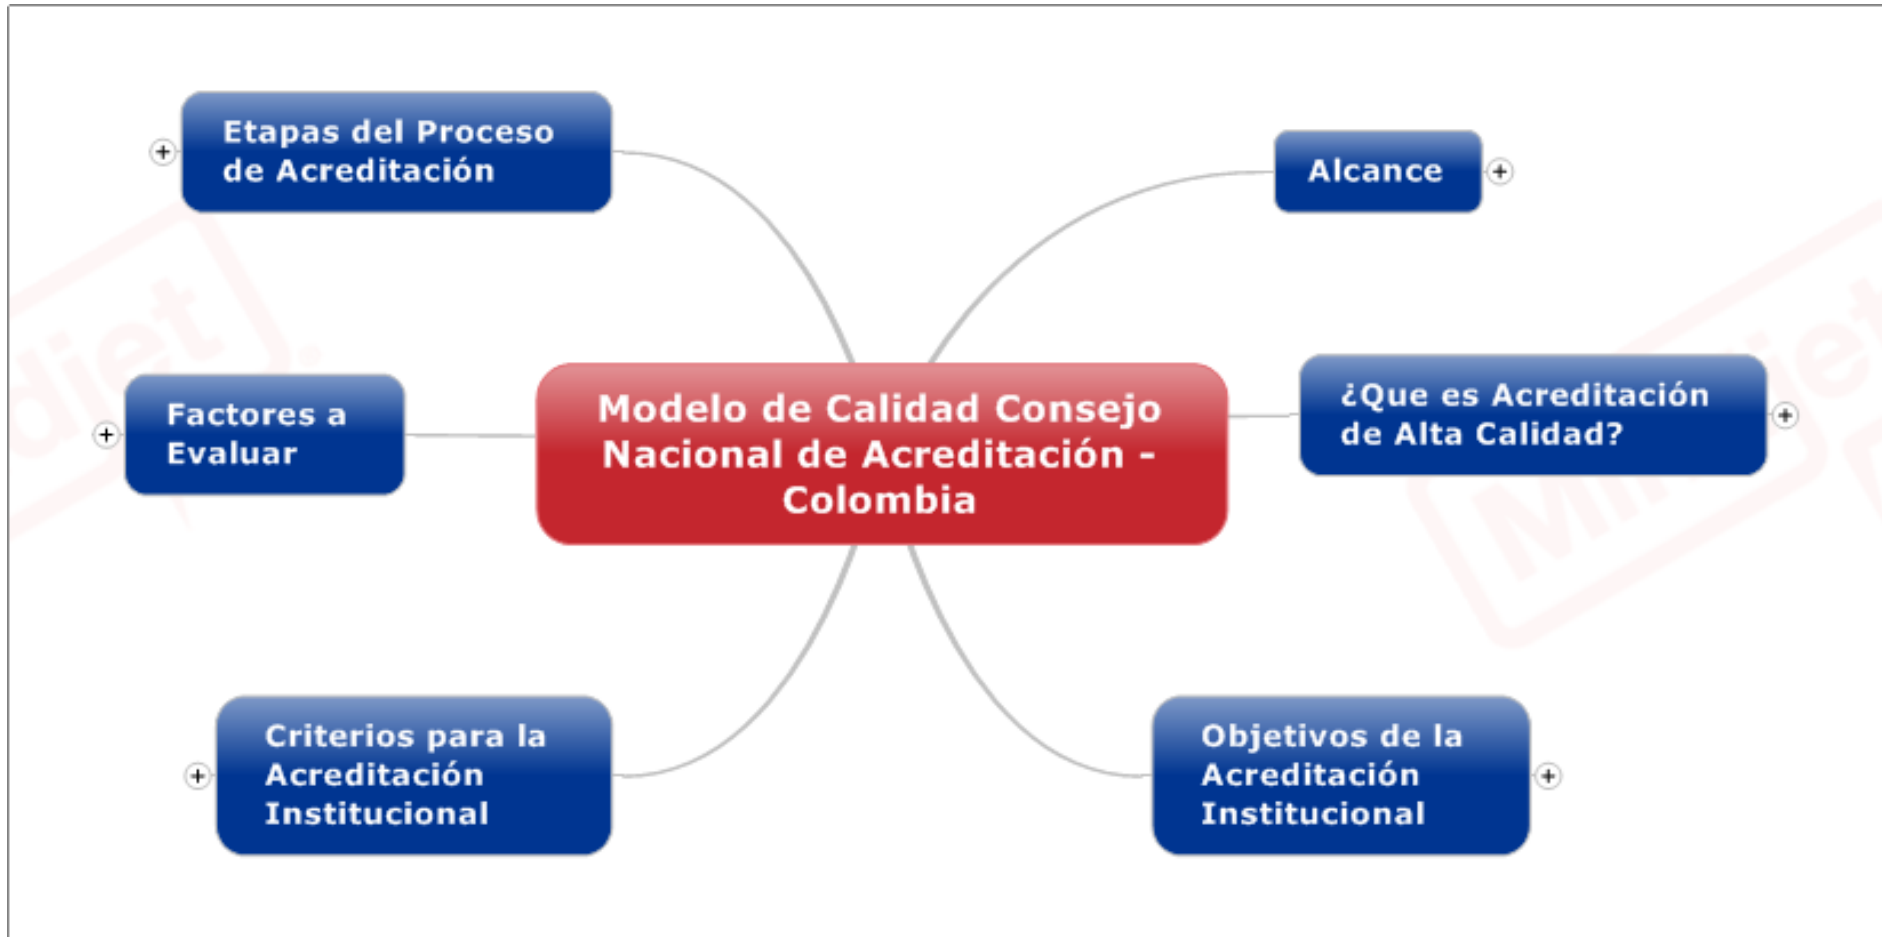 Etapas del Proceso
de Acreditación
Alcance
Factores a
Evaluar
Modelo de Calidad Consejo
Nacional de Acreditación -
Colombia
¿Que es Acreditación
de Alta Calidad?
Criterios para la
Acreditación
Institucional
Objetivos de la
Acreditación
Institucional